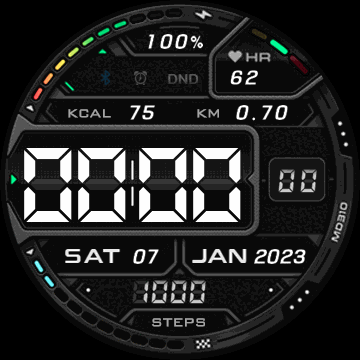 100%
DND
HR
62
KCAL 75 KM 0.70
00:00
00
MD310
SAT 07 JAN 2023
1000
STEPS